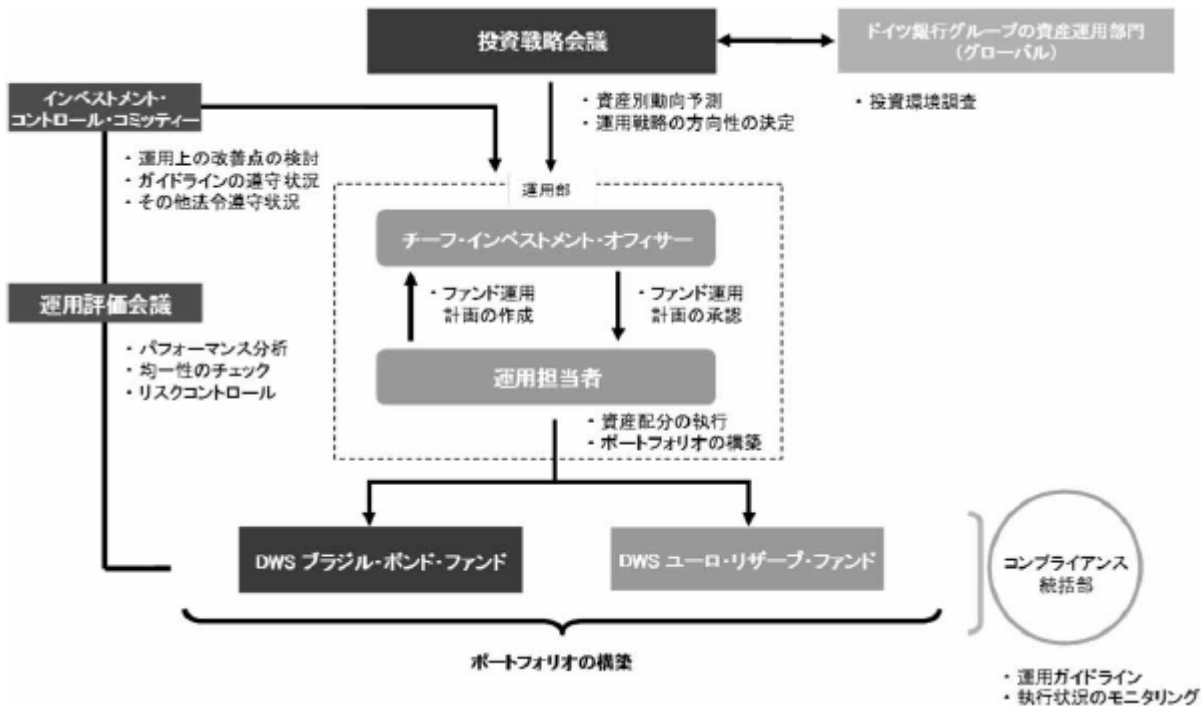 投資戦略会議
ドイツ銀行グループの資産運用部門
(グローバル)
・投資環境調査
・資産別動向予測
・運用戦略の方向性の決定
インベストメント・
コントロール・コミッティー
・運用上の改善点の検討
・ガイドラインの遵守状況
・その他法令遵守状況
運用部
チーフ・インベストメント・オフィサー
・ファンド運用
計画の作成
・ファンド運用
計画の承認
運用評価会議
・パフォーマンス分析
・均一性のチェック
・リスクコントロール
運用担当者
・資産配分の執行
・ポートフォリオの構築
DWS ブラジル・ボンド・ファンド
DWS ユーロ・リザーブ・ファンド
コンプライアンス
統括部
ポートフォリオの構築
・運用ガイドライン
・執行状況のモニタリング